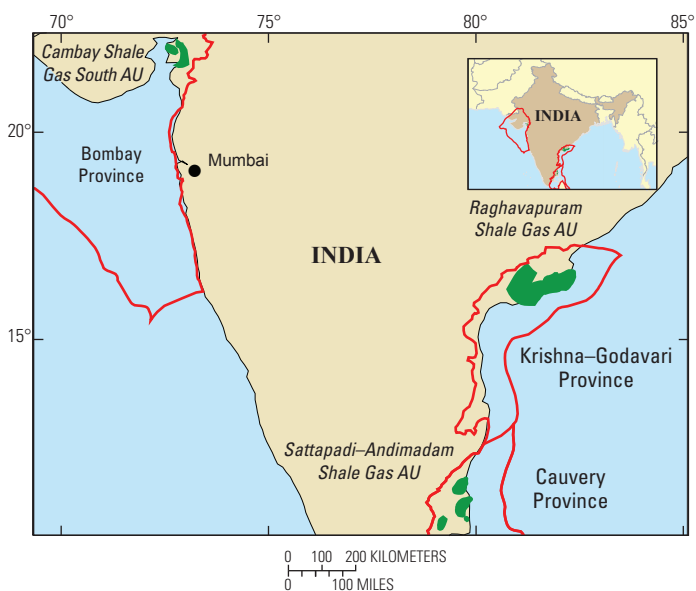 70°
75°
80°
85°
Cambay Shale
Gas South AU
INDIA
20°
Bombay
Province
Mumbai
Raghavapuram
Shale Gas AU
INDIA
15°
Krishna–Godavari
Province
Sattapadi–Andimadam
Shale Gas AU
Cauvery
Province
0 100 200 KILOMETERS
0 100 MILES